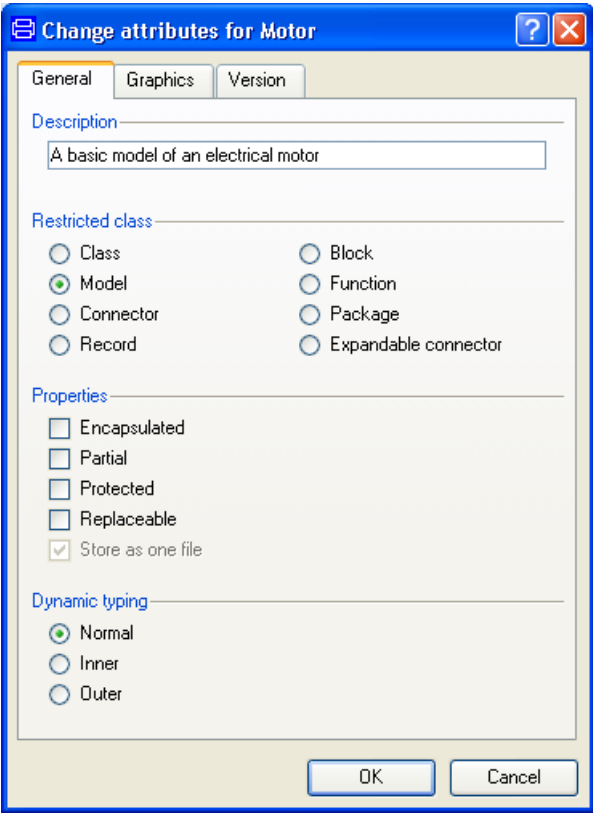 Change attributes for Motor
?
General Graphics Version
Description
A basic model of an electrical motor
Restricted class
Class Block
Model Function
Connector Package
Record Expandable connector
Properties
Encapsulated
Partial
Protected
Replaceable
Store as one file
Dynamic typing
Normal
Inner
Outer
OK Cancel